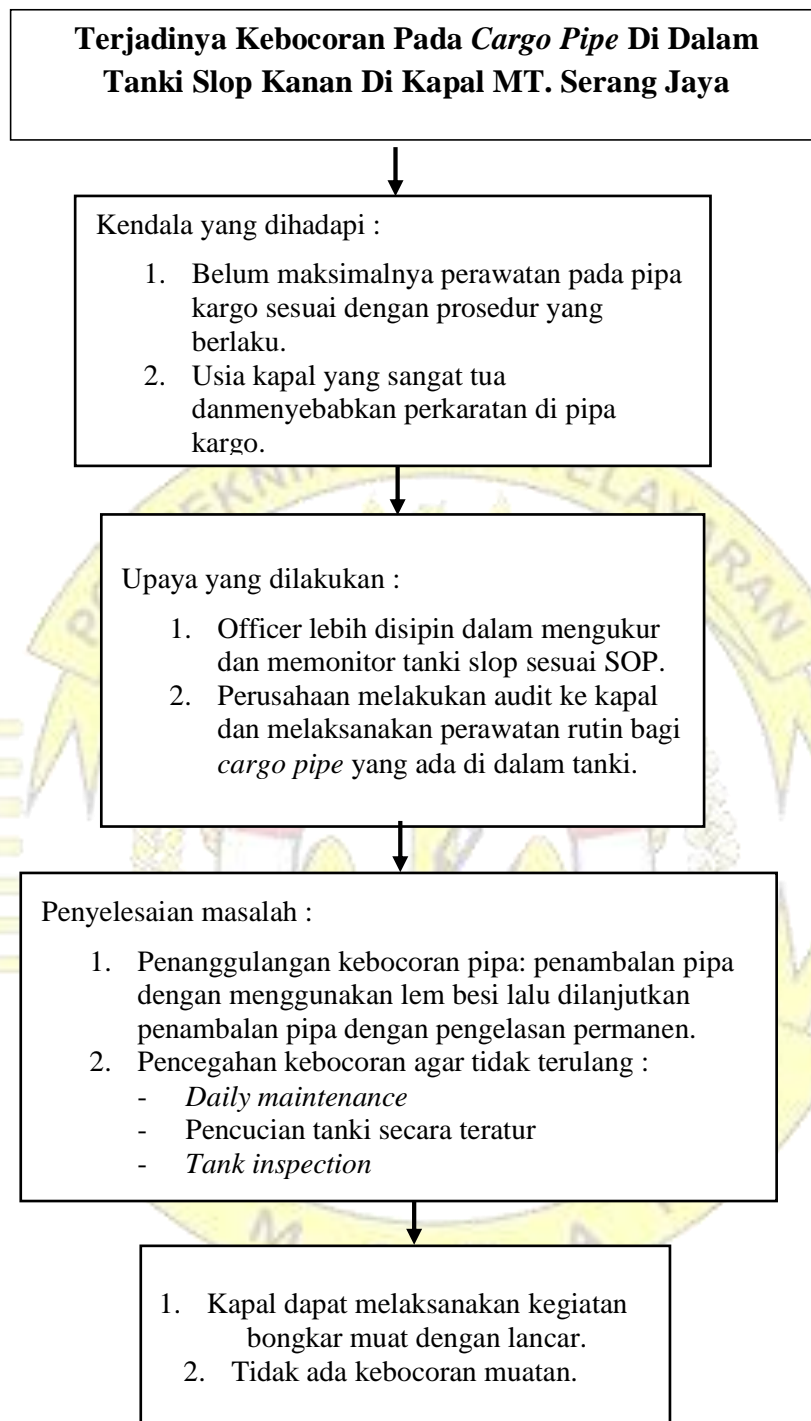 Terjadinya Kebocoran Pada Cargo Pipe Di Dalam
Tanki Slop Kanan Di Kapal MT. Serang Jaya
Kendala yang dihadapi :
1. Belum maksimalnya perawatan pada pipa
kargo sesuai dengan prosedur yang
berlaku.
2. Usia kapal yang sangat tua
danmenyebabkan perkaratan di pipa
kargo.
Upaya yang dilakukan :
1. Officer lebih disipin dalam mengukur
dan memonitor tanki slop sesuai SOP.
2. Perusahaan melakukan audit ke kapal
dan melaksanakan perawatan rutin bagi
cargo pipe yang ada di dalam tanki.
Penyelesaian masalah :
1. Penanggulangan kebocoran pipa: penambalan pipa
dengan menggunakan lem besi lalu dilanjutkan
penambalan pipa dengan pengelasan permanen.
2. Pencegahan kebocoran agar tidak terulang :
- Daily maintenance
- Pencucian tanki secara teratur
- Tank inspection
1. Kapal dapat melaksanakan kegiatan
bongkar muat dengan lancar.
2. Tidak ada kebocoran muatan.